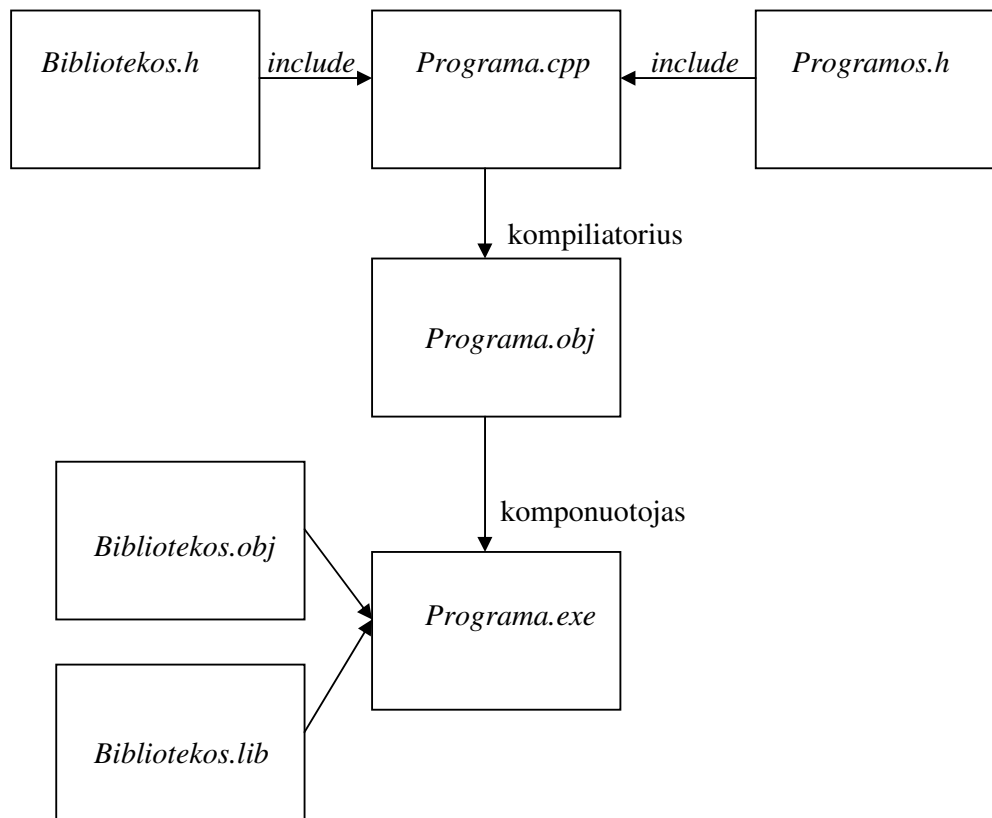 Bibliotekos.h
include
Programa.cpp
include
Programos.h
kompiliatorius
Programa.obj
komponuotojas
Bibliotekos.obj
Programa.exe
Bibliotekos.lib